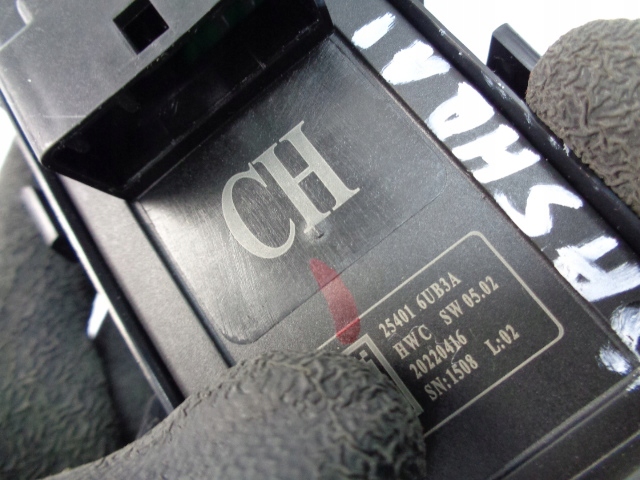 CH
25401 6UB3A
HWC SW 05.02
20220416
SN:1508 L:02